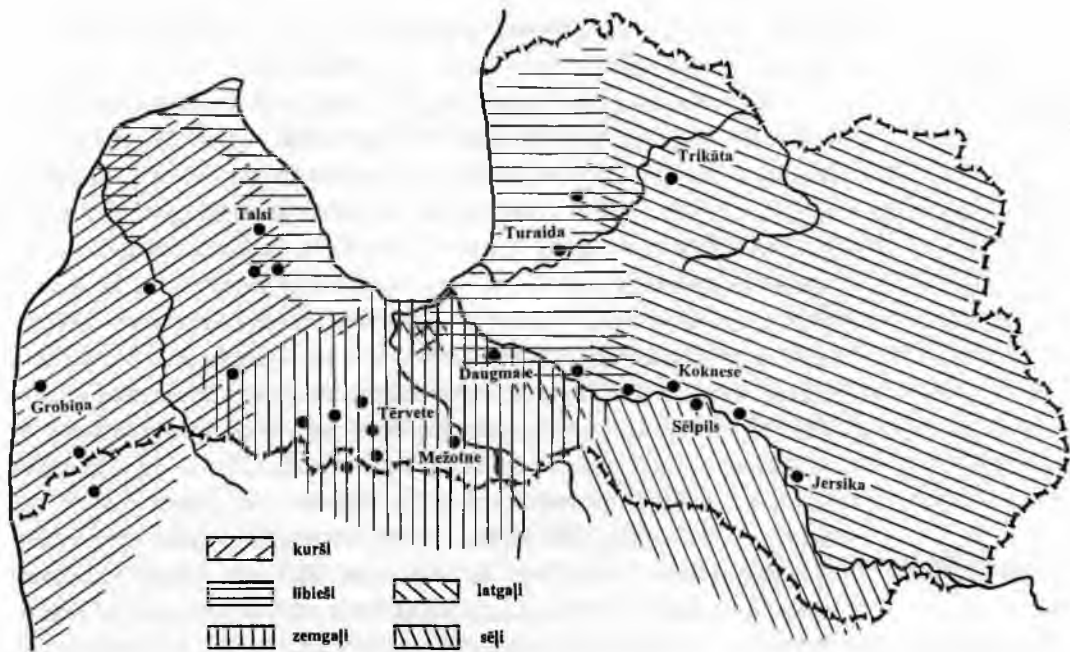 Trikāta
Talsi
Turaida
Daugmale
Koknese
Grobiņa
Tērvete
Sēlpils
Mežotne
Jersika
kurši
lībieši
latgaļi
zemgaļi
sēļi